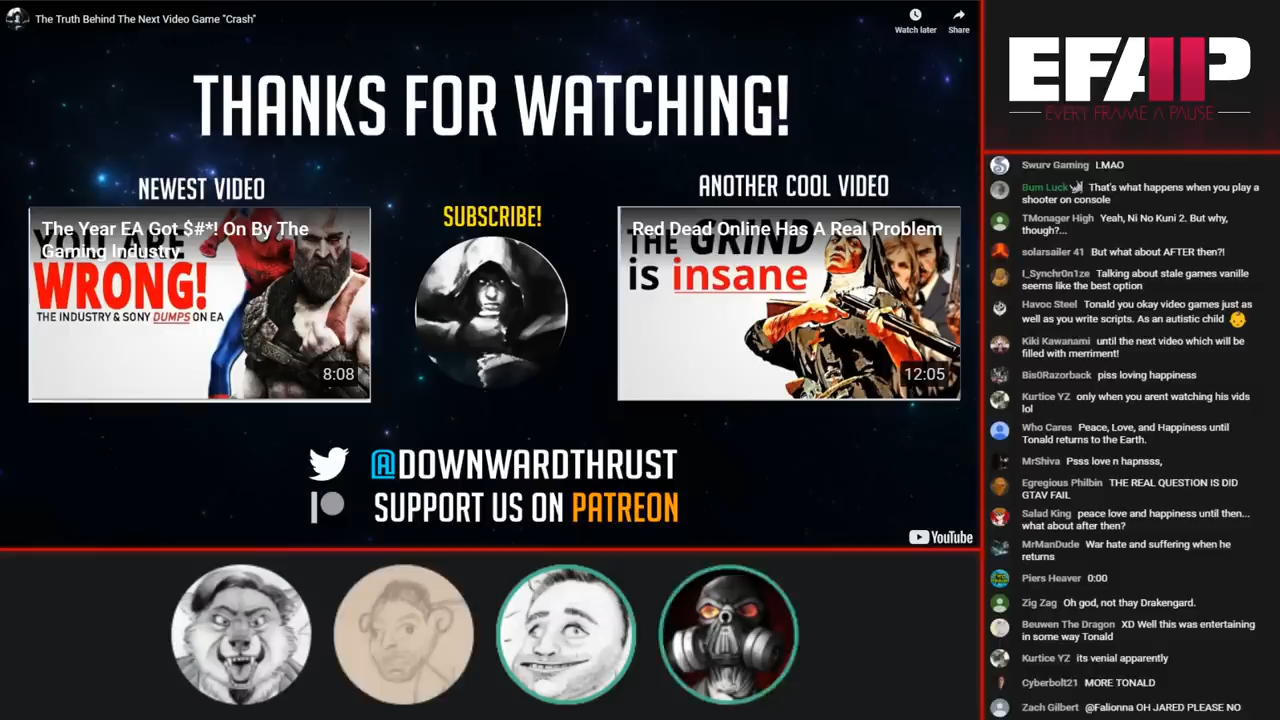 The Truth Behind The Next Video Game "Crash"
Watch later
Share
THANKS FOR WATCHING!
NEWEST VIDEO
SUBSCRIBE!
ANOTHER COOL VIDEO
The Year EA Got $#*! On By The
Gaming Industry
YOU ARE
WRONG!
THE INDUSTRY & SONY DUMPS ON EA
8:08
Red Dead Online Has A Real Problem
THE GRIND
is insane
12:05
@DOWNWARDTHRUST
SUPPORT US ON PATREON
YouTube
EFAP
EVERY FRAME A PAUSE
Swurv Gaming LMAO
Bum Luck That's what happens when you play a
shooter on console
TMonager High Yeah, Ni No Kuni 2. But why,
though?...
solarsailer 41 But what about AFTER then?!
I_Synchr0n1ze Talking about stale games vanille
seems like the best option
Havoc Steel Tonald you okay video games just as
well as you write scripts. As an autistic child
Kiki Kawanami until the next video which will be
filled with merriment!
Bis0Razorback piss loving happiness
Kurtice YZ only when you arent watching his vids
lol
Who Cares Peace, Love, and Happiness until
Tonald returns to the Earth.
MrShiva Psss love n hapnsss,
Egregious Philbin THE REAL QUESTION IS DID
GTAV FAIL
Salad King peace love and happiness until then...
what about after then?
MrManDude War hate and suffering when he
returns
Piers Heaver 0:00
Zig Zag Oh god, not thay Drakengard.
Beuwen The Dragon XD Well this was entertaining
in some way Tonald
Kurtice YZ its venial apparently
Cyberbolt21 MORE TONALD
Zach Gilbert @Falionna OH JARED PLEASE NO